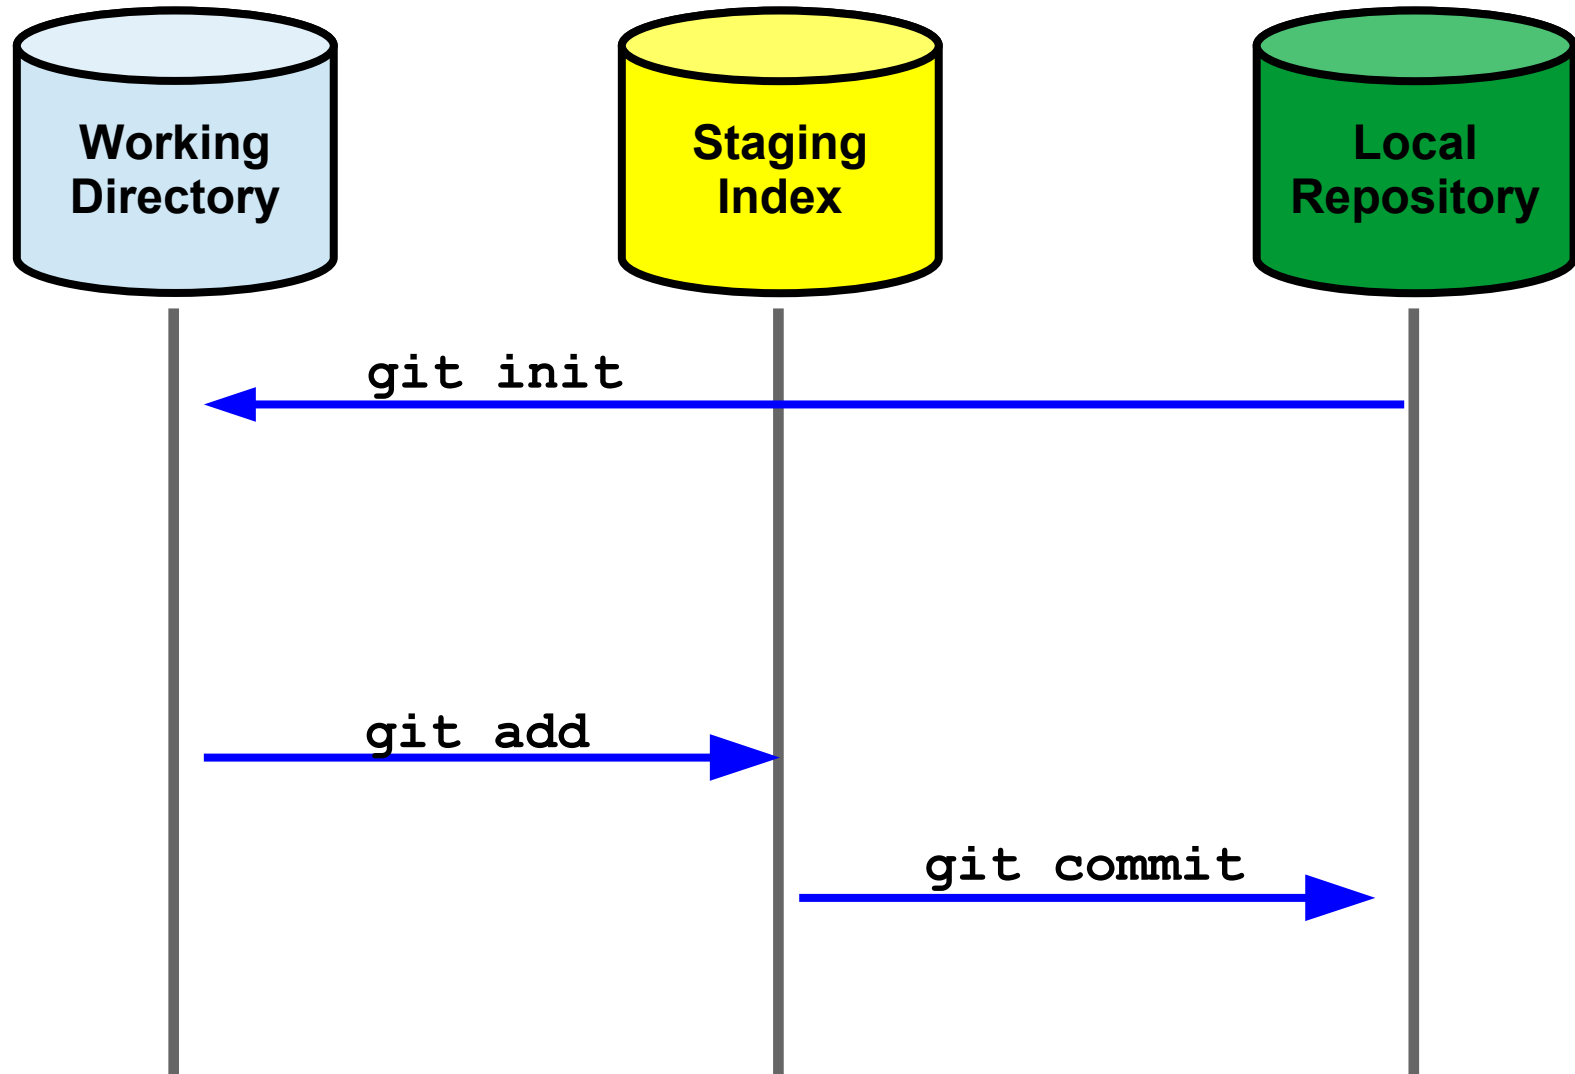 Working
Directory
Staging
Index
Local
Repository
git init
git add
git commit